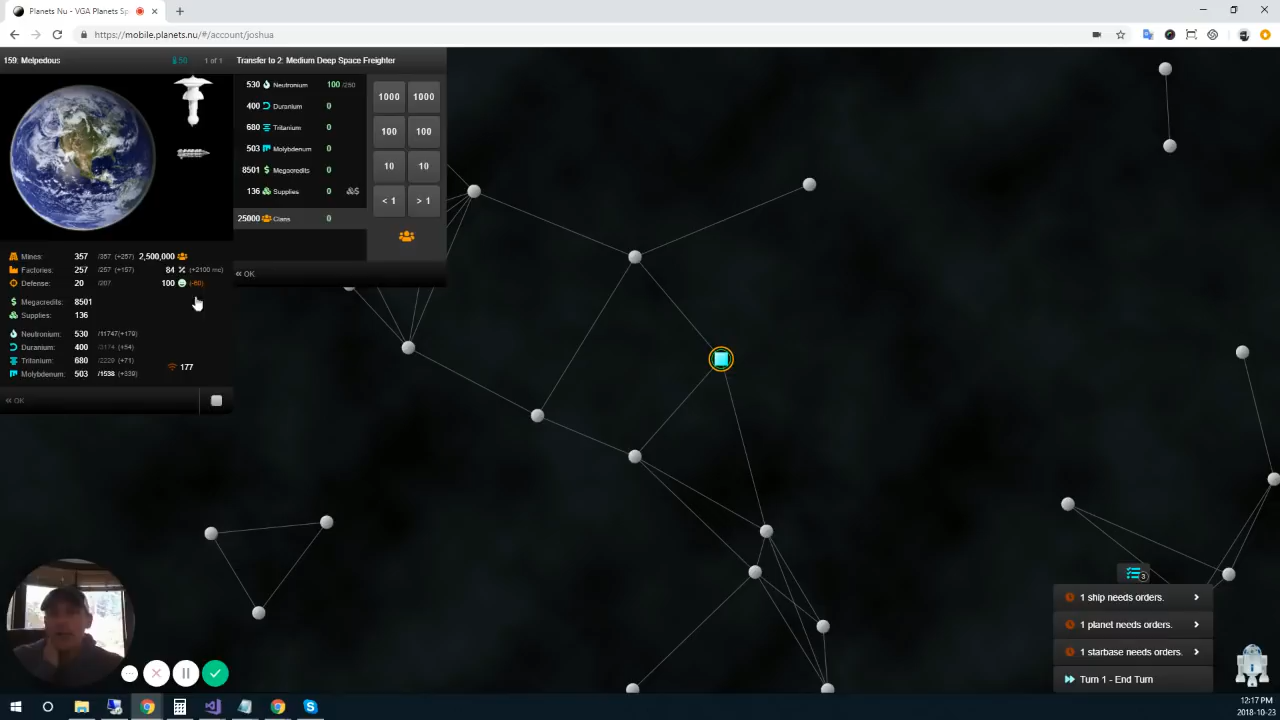 Planets Nu - VGA Planets Sp
https://mobile.planets.nu/#/account/joshua
159: Melpedous 50 1 of 1
Transfer to 2: Medium Deep Space Freighter
530 Neutronium 100 /250
400 Duranium 0
680 Tritanium 0
503 Molybdenum 0
8501 Megacredits 0
136 Supplies 0
25000 Clans 0
1000 1000
100 100
10 10
< 1 > 1
« OK
Mines: 357 /357 (+257) 2,500,000
Factories: 257 /257 (+157) 84 (+2100 mc)
Defense: 20 /207 100 (-60)
Megacredits: 8501
Supplies: 136
Neutronium: 530 /11747 (+179)
Duranium: 400 /3174 (+54)
Tritanium: 680 /2229 (+71)
Molybdenum: 503 /1538 (+339)
177
« OK
3
1 ship needs orders.
1 planet needs orders.
1 starbase needs orders.
Turn 1 - End Turn
12:17 PM
2018-10-23